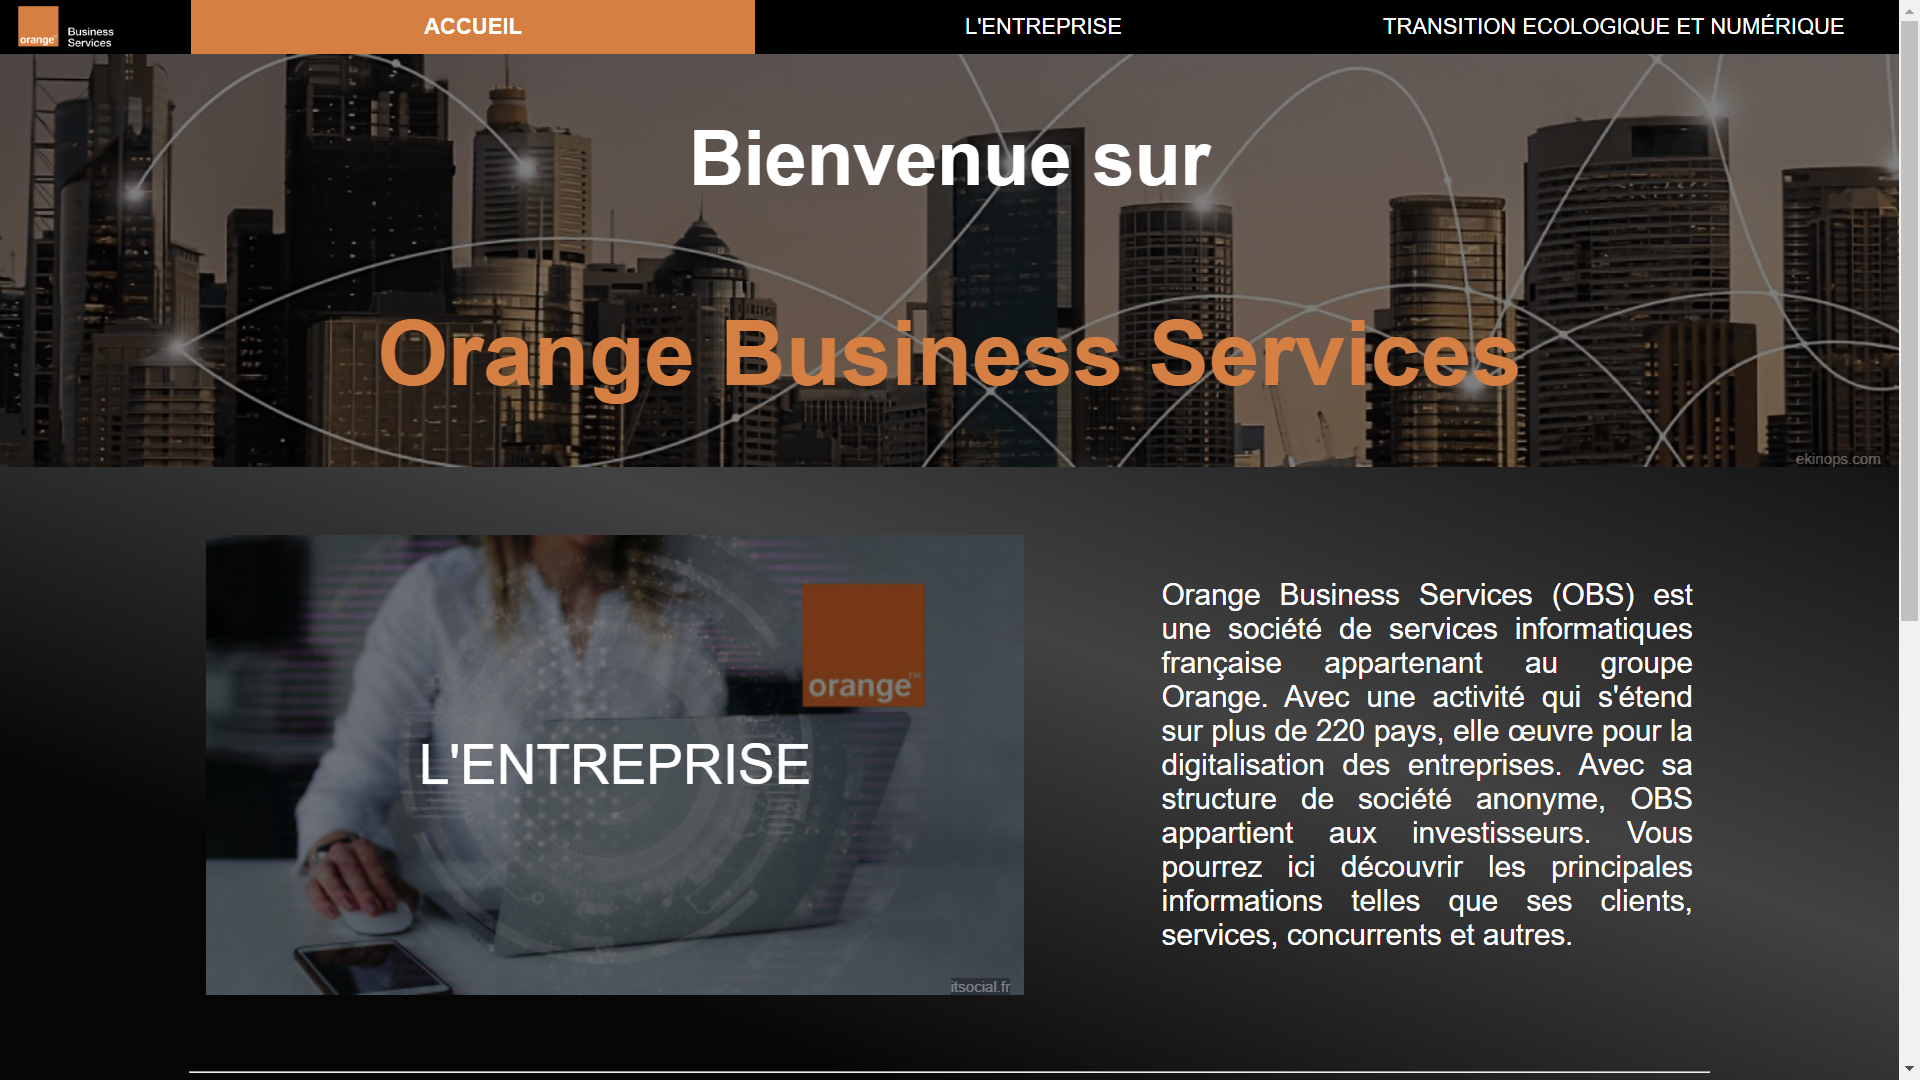 orange™ Business
Services
ACCUEIL
L'ENTREPRISE
TRANSITION ECOLOGIQUE ET NUMÉRIQUE
Bienvenue sur
Orange Business Services
ekinops.com
orange™
L'ENTREPRISE
itsocial.fr
Orange Business Services (OBS) est
une société de services informatiques
française appartenant au groupe
Orange. Avec une activité qui s'étend
sur plus de 220 pays, elle œuvre pour la
digitalisation des entreprises. Avec sa
structure de société anonyme, OBS
appartient aux investisseurs. Vous
pourrez ici découvrir les principales
informations telles que ses clients,
services, concurrents et autres.